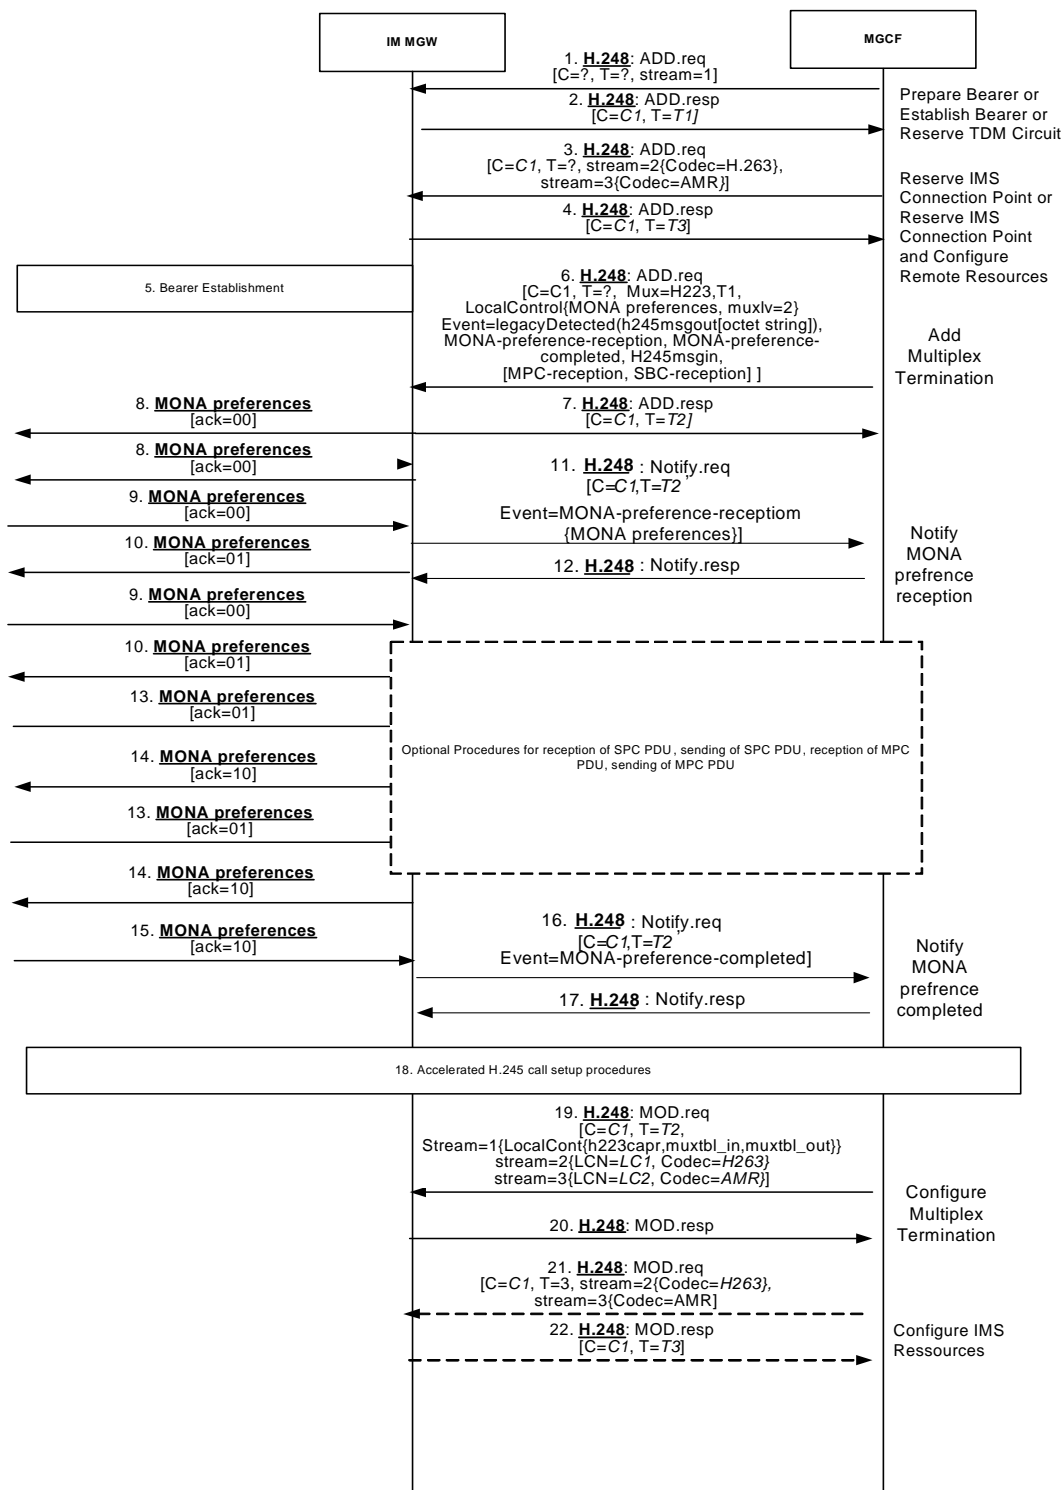 IM MGW
MGCF
1. H.248: ADD.req
[C=?, T=?, stream=1]
2. H.248: ADD.resp
[C=C1, T=T1]
Prepare Bearer or
Establish Bearer or
Reserve TDM Circuit
3. H.248: ADD.req
[C=C1, T=?, stream=2{Codec=H.263},
stream=3{Codec=AMR}]
4. H.248: ADD.resp
[C=C1, T=T3]
Reserve IMS
Connection Point or
Reserve IMS
Connection Point
and Configure
Remote Resources
5. Bearer Establishment
6. H.248: ADD.req
[C=C1, T=?, Mux=H223,T1,
LocalControl{MONA preferences, muxlv=2}
Event=legacyDetected(h245msgout[octet string]),
MONA-preference-reception, MONA-preference-
completed, H245msgin,
[MPC-reception, SBC-reception] ]
Add
Multiplex
Termination
8. MONA preferences
[ack=00]
7. H.248: ADD.resp
[C=C1, T=T2]
8. MONA preferences
[ack=00]
11. H.248 : Notify.req
[C=C1,T=T2 ,
9. MONA preferences
[ack=00]
Event=MONA-preference-receptiom
{MONA preferences}]
10. MONA preferences
[ack=01]
12. H.248 : Notify.resp
Notify
MONA
prefrence
reception
9. MONA preferences
[ack=00]
10. MONA preferences
[ack=01]
13. MONA preferences
[ack=01]
Optional Procedures for reception of SPC PDU, sending of SPC PDU, reception of MPC
PDU, sending of MPC PDU
14. MONA preferences
[ack=10]
13. MONA preferences
[ack=01]
14. MONA preferences
[ack=10]
15. MONA preferences
[ack=10]
16. H.248 : Notify.req
[C=C1,T=T2 ,
Event=MONA-preference-completed]
17. H.248 : Notify.resp
Notify
MONA
prefrence
completed
18. Accelerated H.245 call setup procedures
19. H.248: MOD.req
[C=C1, T=T2,
Stream=1{LocalCont{h223capr,muxtbl_in,muxtbl_out}}
stream=2{LCN=LC1, Codec=H263}
stream=3{LCN=LC2, Codec=AMR}]
20. H.248: MOD.resp
Configure
Multiplex
Termination
21. H.248: MOD.req
[C=C1, T=3, stream=2{Codec=H263},
stream=3{Codec=AMR]
22. H.248: MOD.resp
[C=C1, T=T3]
Configure IMS
Ressources